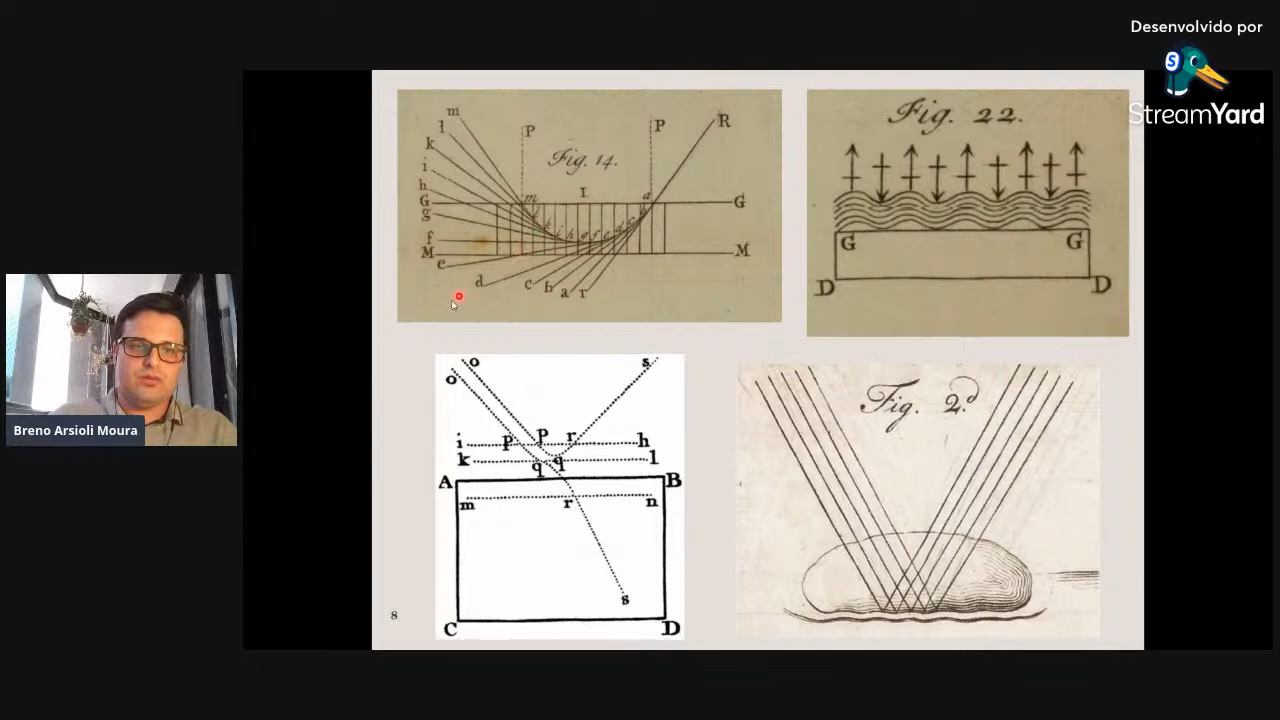 Desenvolvido por
S
StreamYard
Breno Arsioli Moura
8
m
l
k
i
h
G
g
f
M
e
d
c b a r
P
P
R
Fig. 14.
I
m
a
G
M
l k i h g f e d c b
Fig. 22.
G G
D D
o
o
s
i p p r h
k q q l
A B
m r n
s
C D
Fig. 2.d